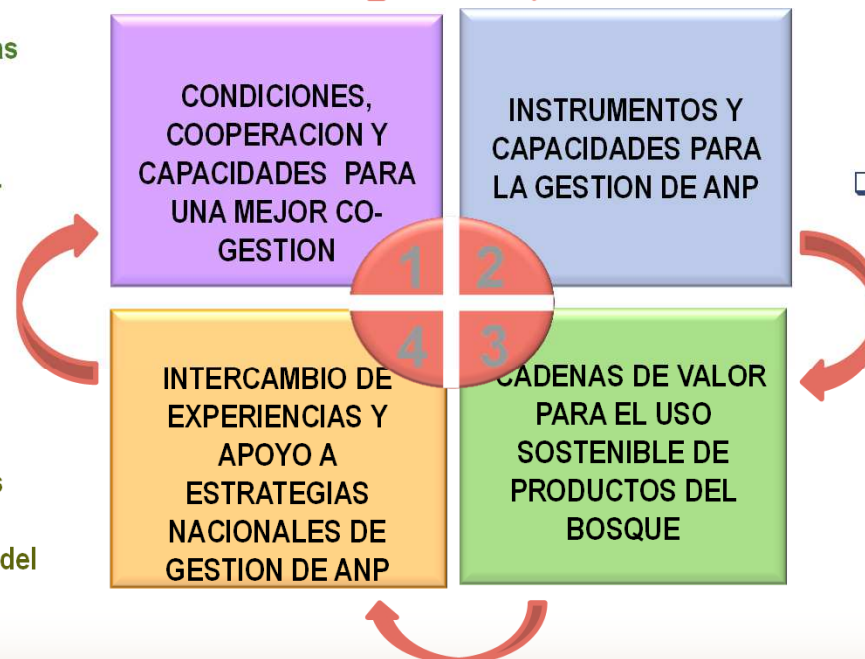 as
CONDICIONES,
COOPERACION Y
CAPACIDADES PARA
UNA MEJOR CO-
GESTION
1
INSTRUMENTOS Y
CAPACIDADES PARA
LA GESTION DE ANP
2
CADENAS DE VALOR
PARA EL USO
SOSTENIBLE DE
PRODUCTOS DEL
BOSQUE
3
INTERCAMBIO DE
EXPERIENCIAS Y
APOYO A
ESTRATEGIAS
NACIONALES DE
GESTION DE ANP
4
s
del